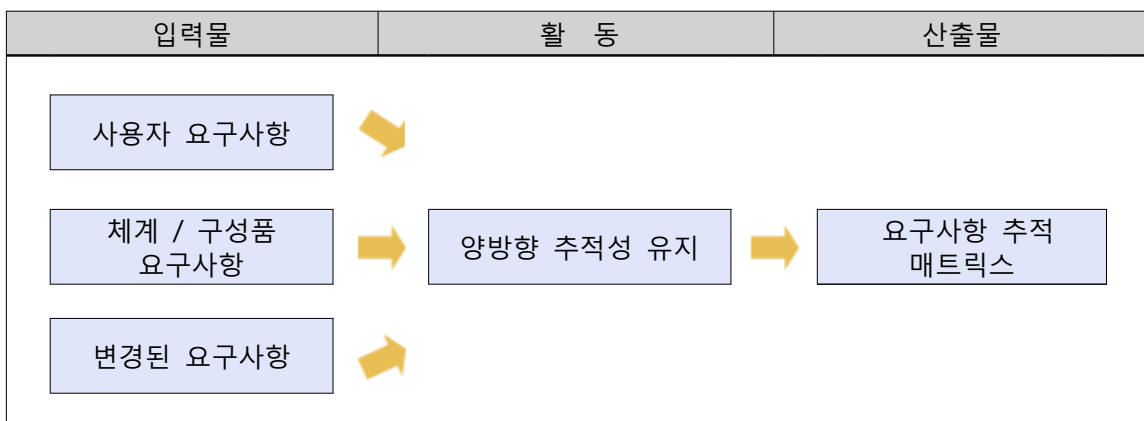 입력물
활 동
산출물
사용자 요구사항
체계 / 구성품
요구사항
양방향 추적성 유지
요구사항 추적
매트릭스
변경된 요구사항